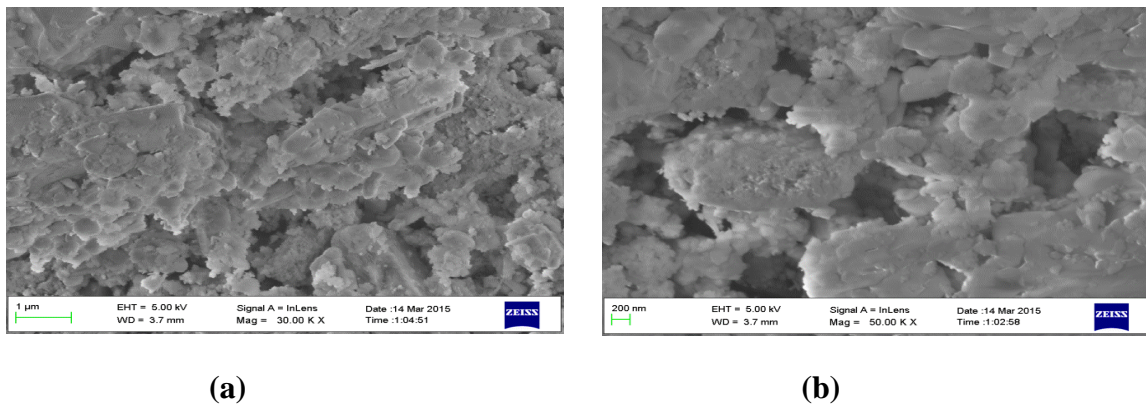 1 µm
EHT = 5.00 kV
WD = 3.7 mm
Signal A = InLens
Mag = 30.00 K X
Date :14 Mar 2015
Time :1:04:51
ZEISS
200 nm
EHT = 5.00 kV
WD = 3.7 mm
Signal A = InLens
Mag = 50.00 K X
Date :14 Mar 2015
Time :1:02:58
ZEISS
(a)
(b)